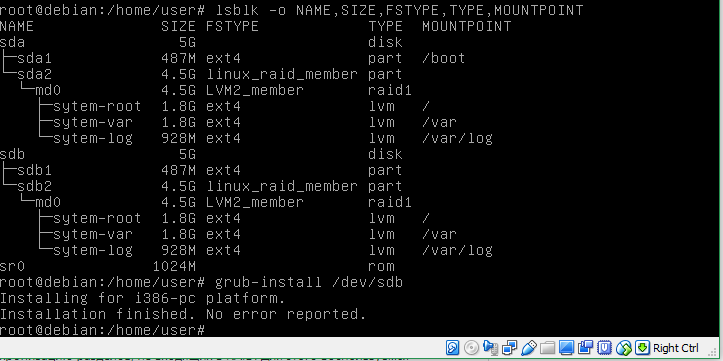 root@debian:/home/user# lsblk -o NAME,SIZE,FSTYPE,TYPE,MOUNTPOINT
NAME SIZE FSTYPE TYPE MOUNTPOINT
sda 5G disk
├─sda1 487M ext4 part /boot
└─sda2 4.5G linux_raid_member part
└─md0 4.5G LVM2_member raid1
├─sytem-root 1.8G ext4 lvm /
├─sytem-var 1.8G ext4 lvm /var
└─sytem-log 928M ext4 lvm /var/log
sdb 5G disk
├─sdb1 487M ext4 part
└─sdb2 4.5G linux_raid_member part
└─md0 4.5G LVM2_member raid1
├─sytem-root 1.8G ext4 lvm /
├─sytem-var 1.8G ext4 lvm /var
└─sytem-log 928M ext4 lvm /var/log
sr0 1024M rom
root@debian:/home/user# grub-install /dev/sdb
Installing for i386-pc platform.
Installation finished. No error reported.
root@debian:/home/user#
Right Ctrl